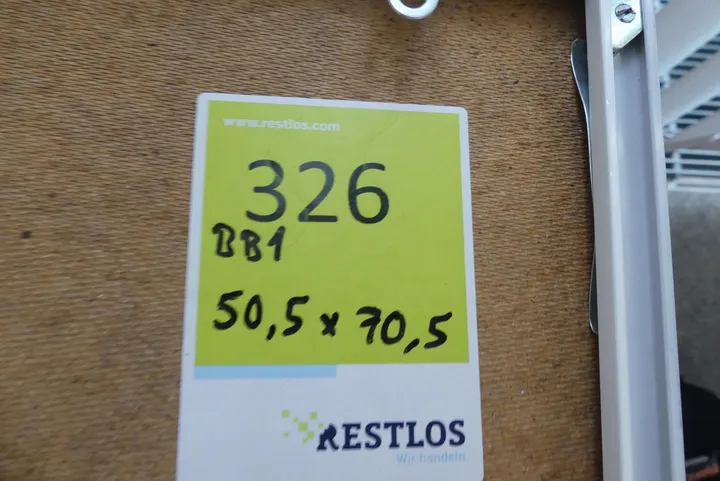 www.restlos.com
326
BB1
50,5 x 70,5
RESTLOS
Wir handeln